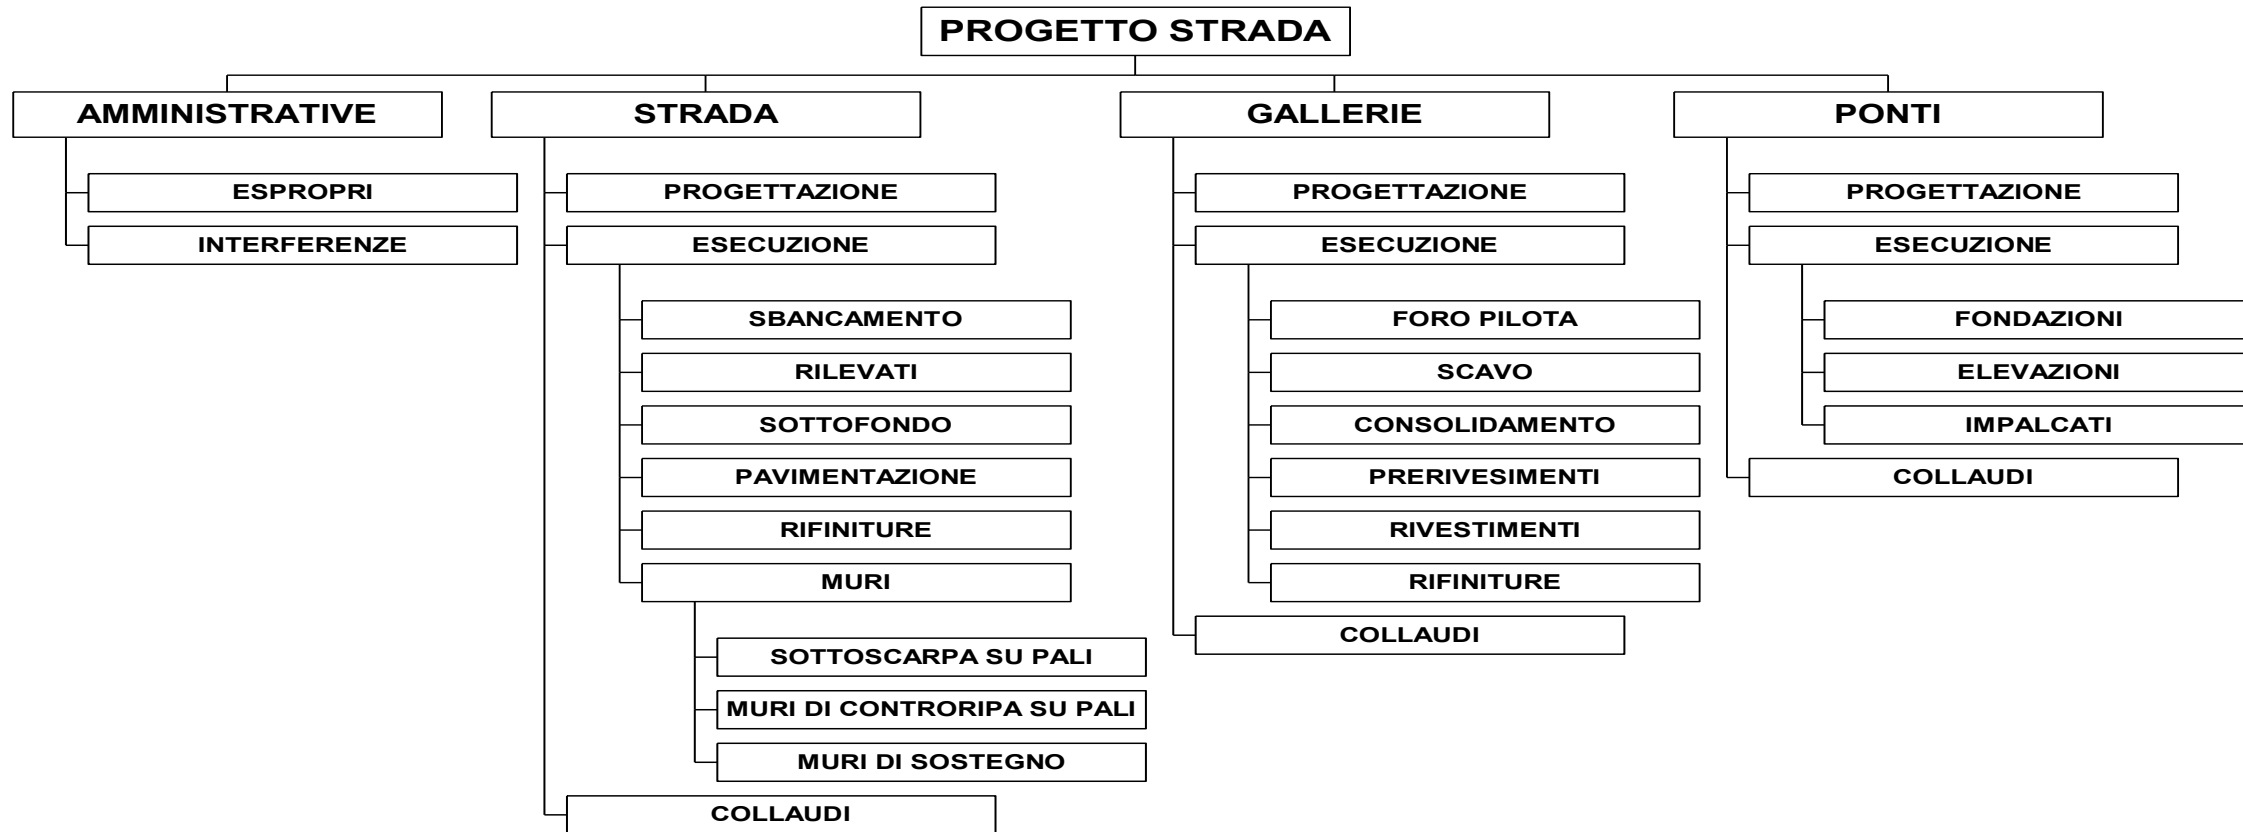 PROGETTO STRADA
AMMINISTRATIVE
ESPROPRI
INTERFERENZE
STRADA
PROGETTAZIONE
ESECUZIONE
SBANCAMENTO
RILEVATI
SOTTOFONDO
PAVIMENTAZIONE
RIFINITURE
MURI
SOTTOSCARPA SU PALI
MURI DI CONTRORIPA SU PALI
MURI DI SOSTEGNO
COLLAUDI
GALLERIE
PROGETTAZIONE
ESECUZIONE
FORO PILOTA
SCAVO
CONSOLIDAMENTO
PRERIVESIMENTI
RIVESTIMENTI
RIFINITURE
COLLAUDI
PONTI
PROGETTAZIONE
ESECUZIONE
FONDAZIONI
ELEVAZIONI
IMPALCATI
COLLAUDI